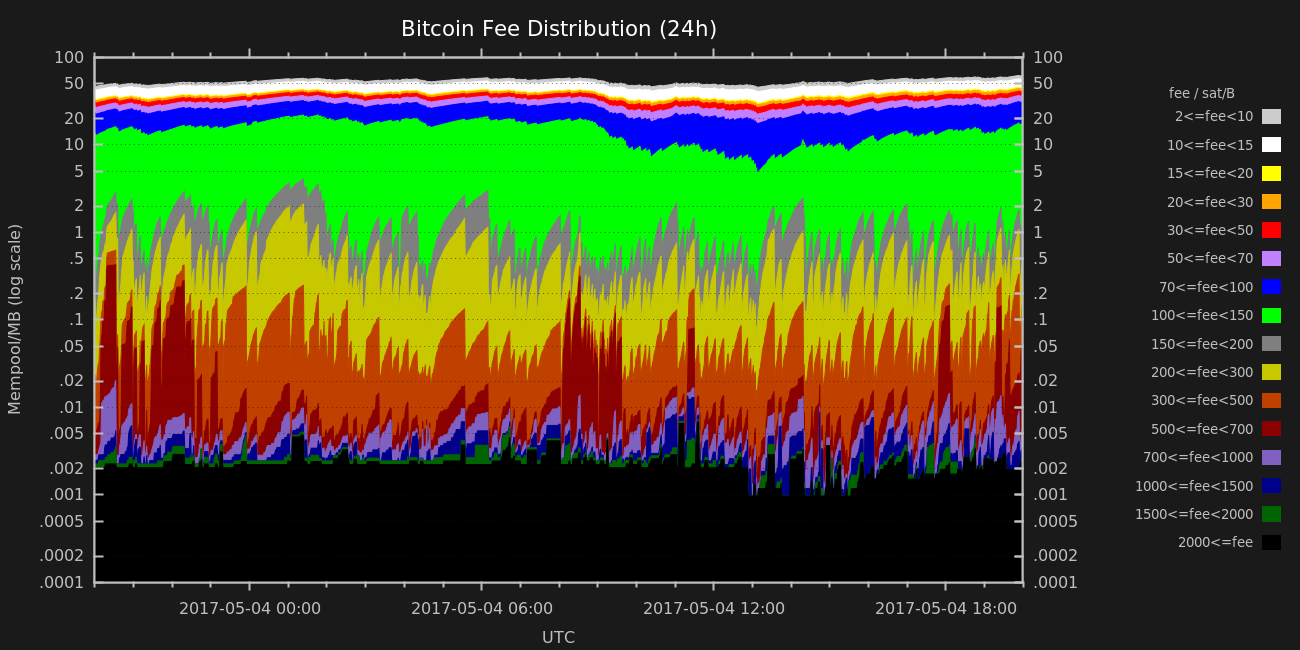 Bitcoin Fee Distribution (24h)
Mempool/MB (log scale)
100
50
20
10
5
2
1
.5
.2
.1
.05
.02
.01
.005
.002
.001
.0005
.0002
.0001
100
50
20
10
5
2
1
.5
.2
.1
.05
.02
.01
.005
.002
.001
.0005
.0002
.0001
2017-05-04 00:00
2017-05-04 06:00
2017-05-04 12:00
2017-05-04 18:00
UTC
fee / sat/B
2<=fee<10
10<=fee<15
15<=fee<20
20<=fee<30
30<=fee<50
50<=fee<70
70<=fee<100
100<=fee<150
150<=fee<200
200<=fee<300
300<=fee<500
500<=fee<700
700<=fee<1000
1000<=fee<1500
1500<=fee<2000
2000<=fee